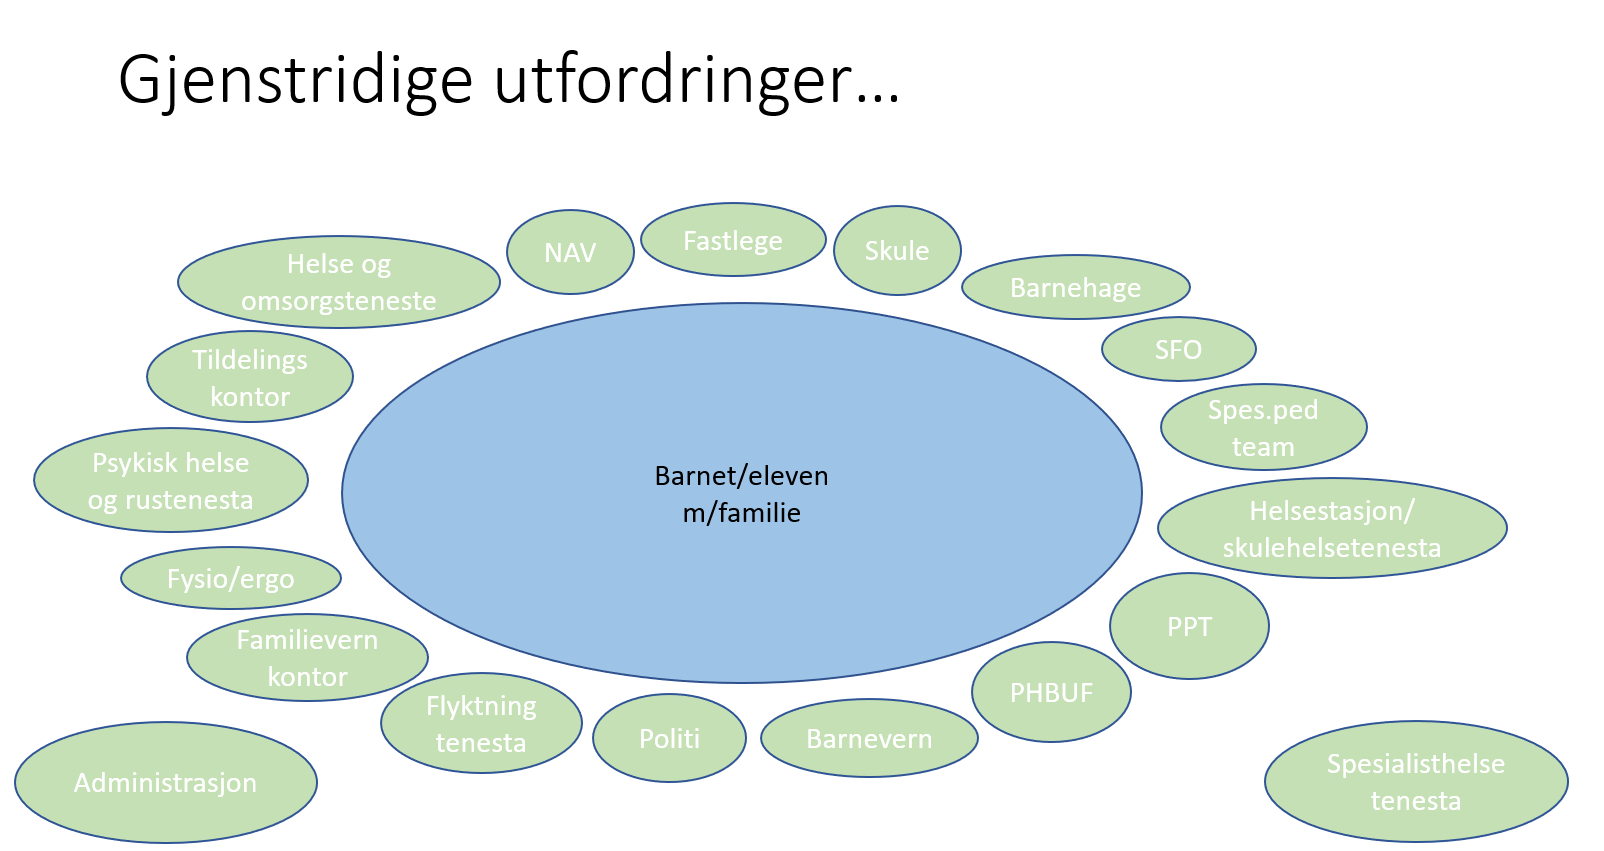 Gjenstridige utfordringer…
Helse og
omsorgsteneste
NAV
Fastlege
Skule
Barnehage
SFO
Tildelings
kontor
Spes.ped
team
Psykisk helse
og rustenesta
Barnet/eleven
m/familie
Helsestasjon/
skulehelsetenesta
Fysio/ergo
PPT
Familievern
kontor
PHBUF
Flyktning
tenesta
Politi
Barnevern
Administrasjon
Spesialisthelse
tenesta